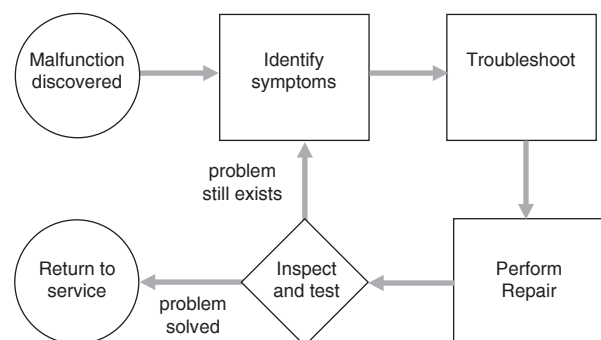 Malfunction
discovered
Identify
symptoms
Troubleshoot
problem
still exists
Return to
service
problem
solved
Inspect
and test
Perform
Repair